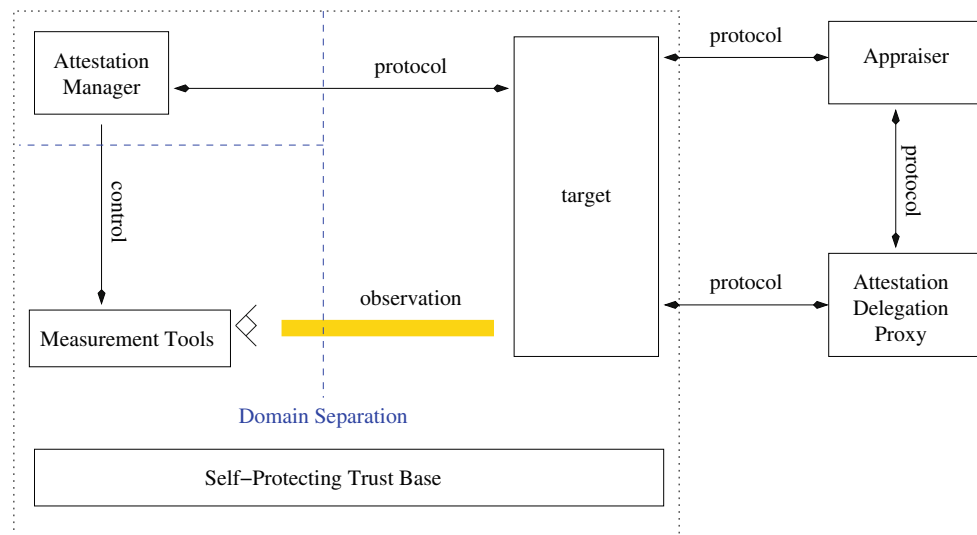 Attestation
Manager
protocol
protocol
Appraiser
control
target
protocol
observation
protocol
Attestation
Delegation
Proxy
Measurement Tools
Domain Separation
Self−Protecting Trust Base